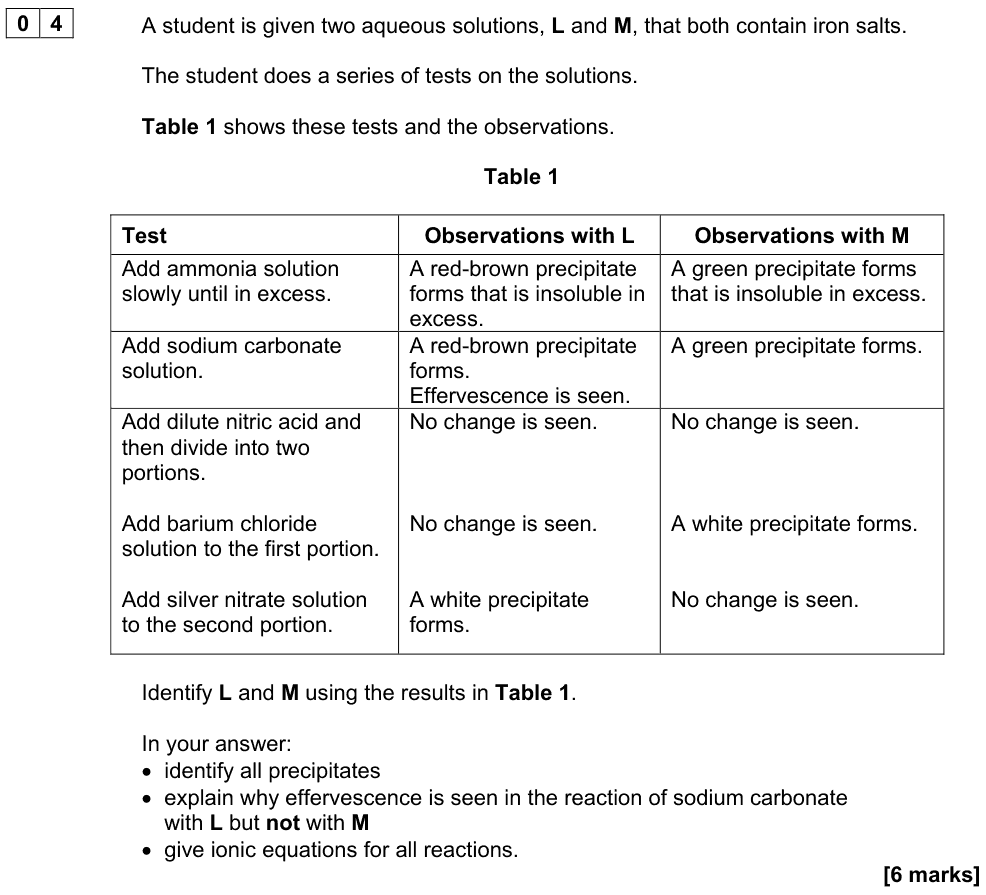 0 4
A student is given two aqueous solutions, L and M, that both contain iron salts.
The student does a series of tests on the solutions.
Table 1 shows these tests and the observations.
Table 1
Test Observations with L Observations with M
Add ammonia solution slowly until in excess. A red-brown precipitate forms that is insoluble in excess. A green precipitate forms that is insoluble in excess.
Add sodium carbonate solution. A red-brown precipitate forms. Effervescence is seen. A green precipitate forms.
Add dilute nitric acid and then divide into two portions. No change is seen. No change is seen.
Add barium chloride solution to the first portion. No change is seen. A white precipitate forms.
Add silver nitrate solution to the second portion. A white precipitate forms. No change is seen.
Identify L and M using the results in Table 1.
In your answer:
• identify all precipitates
• explain why effervescence is seen in the reaction of sodium carbonate
with L but not with M
• give ionic equations for all reactions.
[6 marks]